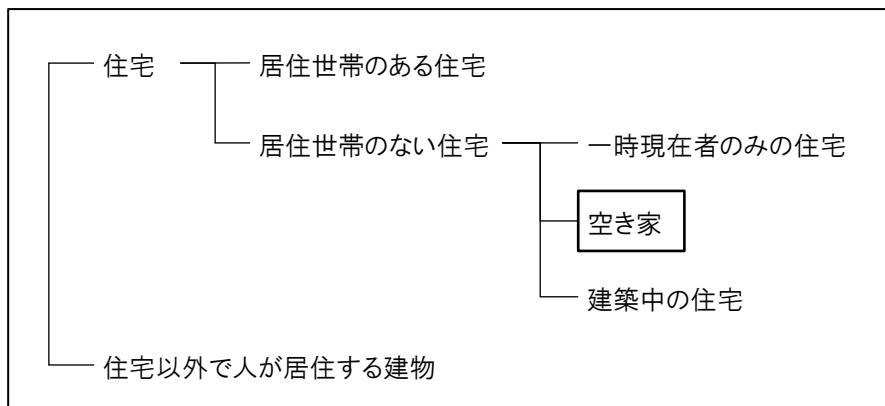 住宅
居住世帯のある住宅
居住世帯のない住宅
一時現在者のみの住宅
空き家
建築中の住宅
住宅以外で人が居住する建物